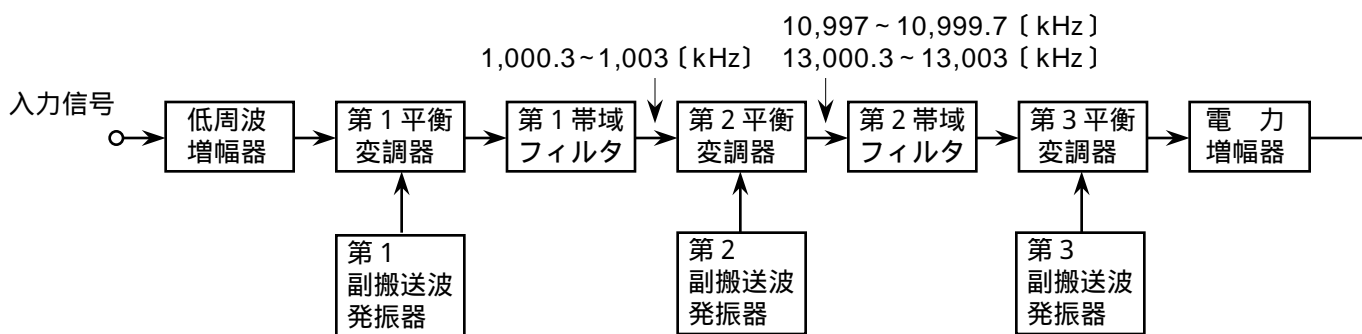 10,997～10,999.7〔kHz〕
1,000.3~1,003〔kHz〕
13,000.3～13,003〔kHz〕
入力信号
低周波
増幅器
第1平衡
変調器
第1帯域
フィルタ
第2平衡
変調器
第2帯域
フィルタ
第3平衡
変調器
電　力
増幅器
第1
副搬送波
発振器
第2
副搬送波
発振器
第3
副搬送波
発振器